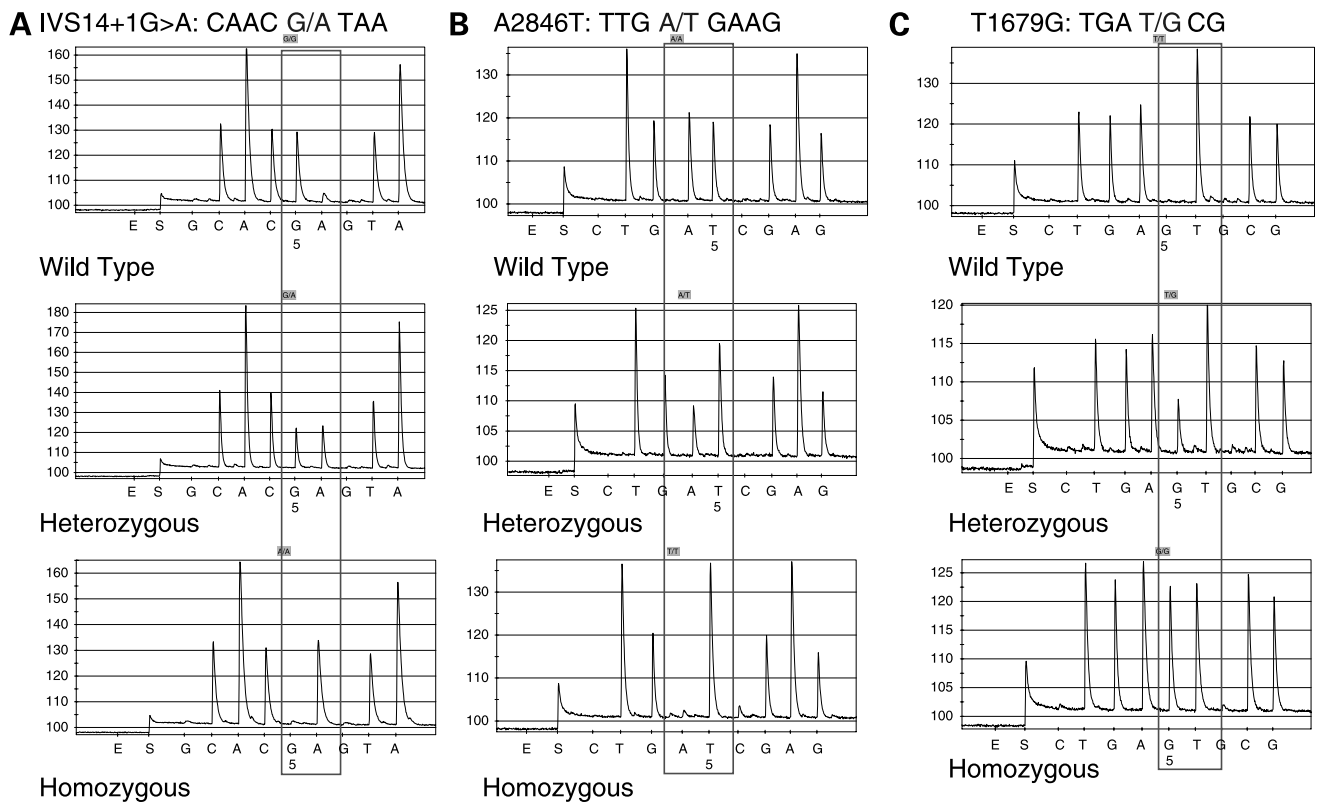 A IVS14+1G>A: CAAC G/A TAA
G/G
160
150
140
130
120
110
100
E S G C A C G A G T A
5
Wild Type
G/A
180
170
160
150
140
130
120
110
100
E S G C A C G A G T A
5
Heterozygous
A/A
160
150
140
130
120
110
100
E S G C A C G A G T A
5
Homozygous
B A2846T: TTG A/T GAAG
A/A
130
120
110
100
E S C T G A T C G A G
5
Wild Type
A/T
125
120
115
110
105
100
E S C T G A T C G A G
5
Heterozygous
T/T
130
120
110
100
E S C T G A T C G A G
5
Homozygous
C T1679G: TGA T/G CG
T/T
130
120
110
100
E S C T G A G T G C G
5
Wild Type
T/G
120
115
110
105
100
E S C T G A G T G C G
5
Heterozygous
G/G
125
120
115
110
105
100
E S C T G A G T G C G
5
Homozygous